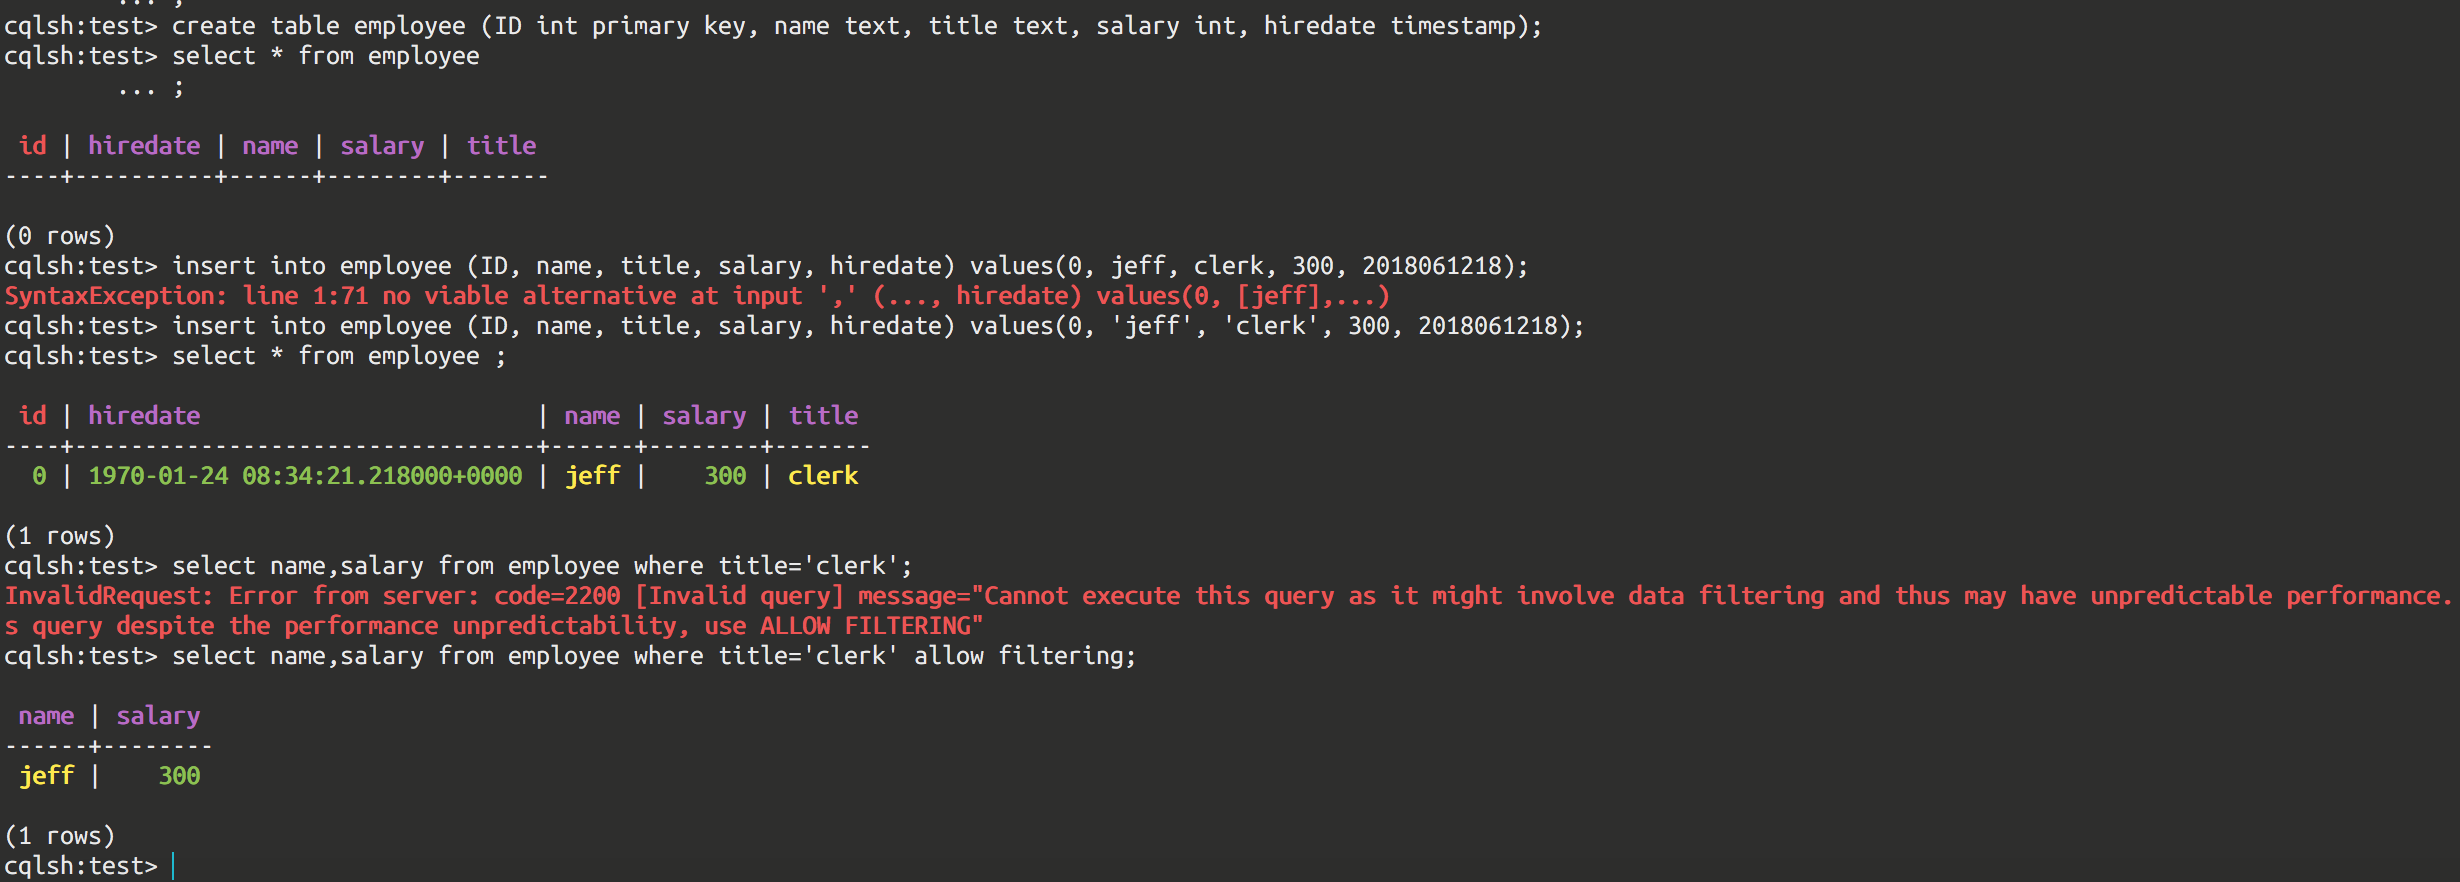 ... ;
cqlsh:test> create table employee (ID int primary key, name text, title text, salary int, hiredate timestamp);
cqlsh:test> select * from employee
        ... ;

 id | hiredate | name | salary | title
----+----------+------+--------+-------

(0 rows)
cqlsh:test> insert into employee (ID, name, title, salary, hiredate) values(0, jeff, clerk, 300, 2018061218);
SyntaxException: line 1:71 no viable alternative at input ',' (..., hiredate) values(0, [jeff],...)
cqlsh:test> insert into employee (ID, name, title, salary, hiredate) values(0, 'jeff', 'clerk', 300, 2018061218);
cqlsh:test> select * from employee ;

 id | hiredate                        | name | salary | title
----+---------------------------------+------+--------+-------
  0 | 1970-01-24 08:34:21.218000+0000 | jeff |    300 | clerk

(1 rows)
cqlsh:test> select name,salary from employee where title='clerk';
InvalidRequest: Error from server: code=2200 [Invalid query] message="Cannot execute this query as it might involve data filtering and thus may have unpredictable performance.
s query despite the performance unpredictability, use ALLOW FILTERING"
cqlsh:test> select name,salary from employee where title='clerk' allow filtering;

 name | salary
------+--------
 jeff |    300

(1 rows)
cqlsh:test>